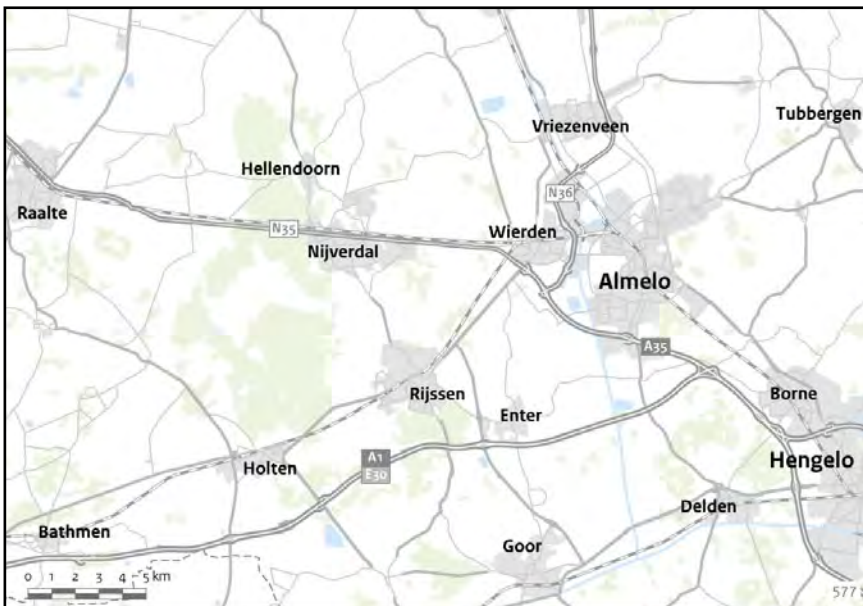 Vriezenveen
Tubbergen
Hellendoorn
N36
Raalte
N35
Wierden
Nijverdal
Almelo
A35
Rijssen
Borne
Enter
A1
E30
Hengelo
Holten
Delden
Bathmen
Goor
0 1 2 3 4 5 km